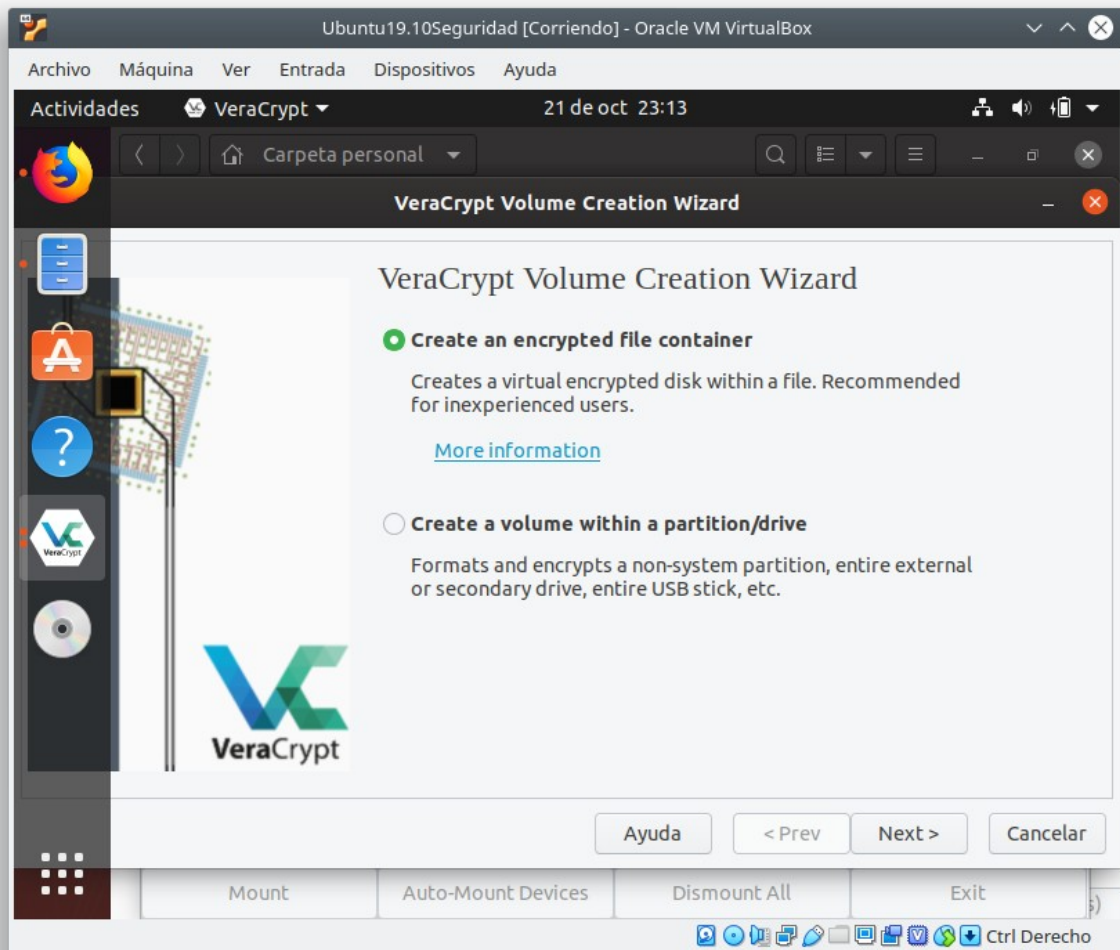 Ubuntu19.10Seguridad [Corriendo] - Oracle VM VirtualBox
Archivo Máquina Ver Entrada Dispositivos Ayuda
Actividades VeraCrypt 21 de oct 23:13
Carpeta personal
VeraCrypt Volume Creation Wizard
VeraCrypt Volume Creation Wizard
Create an encrypted file container
Creates a virtual encrypted disk within a file. Recommended
for inexperienced users.
More information
Create a volume within a partition/drive
Formats and encrypts a non-system partition, entire external
or secondary drive, entire USB stick, etc.
VeraCrypt
VeraCrypt
Ayuda < Prev Next > Cancelar
Mount Auto-Mount Devices Dismount All Exit
Ctrl Derecho